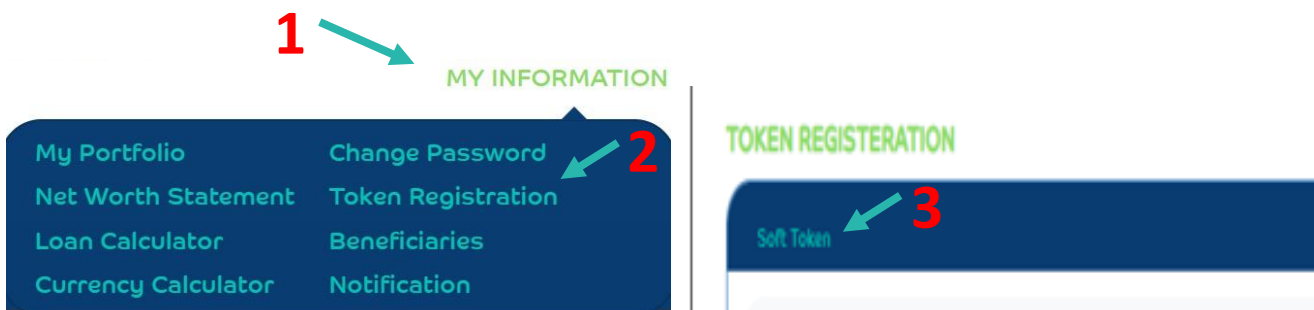 1
MY INFORMATION
My Portfolio
Change Password
2
Net Worth Statement
Token Registration
Loan Calculator
Beneficiaries
Currency Calculator
Notification
TOKEN REGISTERATION
3
Soft Token